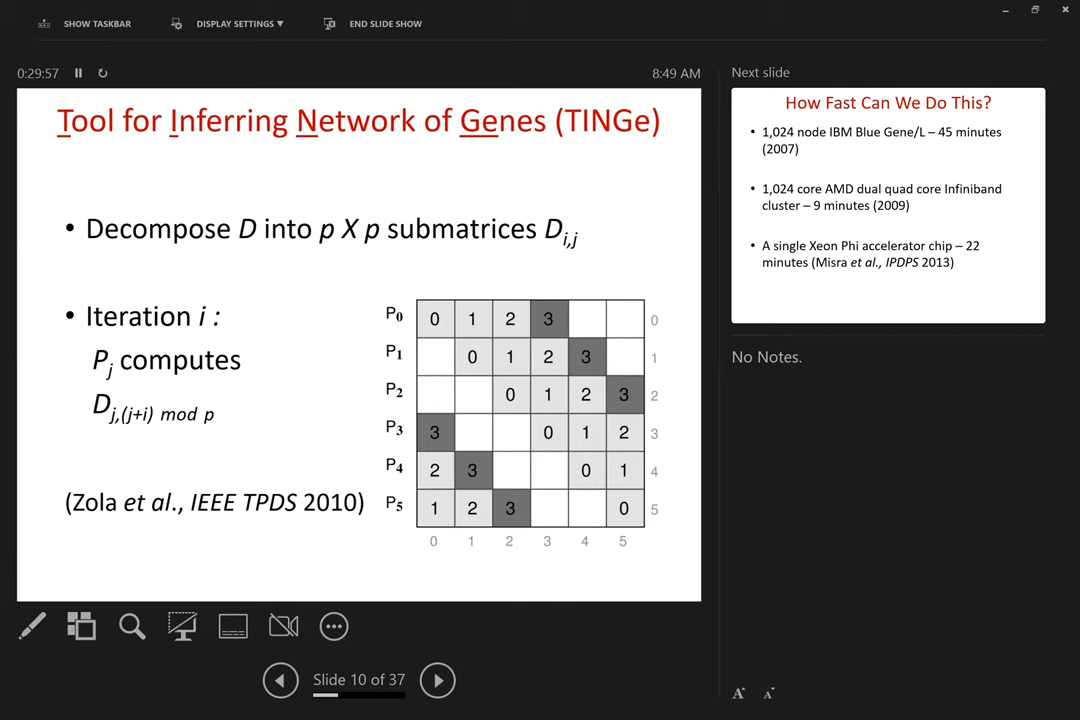 SHOW TASKBAR DISPLAY SETTINGS ▼ END SLIDE SHOW
0:29:57 8:49 AM
Tool for Inferring Network of Genes (TINGe)
• Decompose D into p X p submatrices D i,j
• Iteration i :
P j computes
D j,(j+i) mod p
(Zola et al., IEEE TPDS 2010)
P0 0 1 2 3 0
P1 0 1 2 3 1
P2 0 1 2 3 2
P3 3 0 1 2 3
P4 2 3 0 1 4
P5 1 2 3 0 5
0 1 2 3 4 5
Slide 10 of 37
Next slide
How Fast Can We Do This?
• 1,024 node IBM Blue Gene/L – 45 minutes
(2007)
• 1,024 core AMD dual quad core Infiniband
cluster – 9 minutes (2009)
• A single Xeon Phi accelerator chip – 22
minutes (Misra et al., IPDPS 2013)
No Notes.
A A